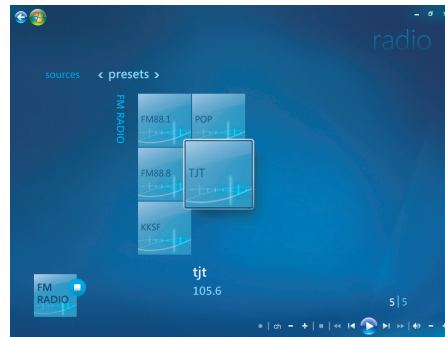 radio
sources
presets
FM RADIO
FM88.1
POP
FM88.8
TJT
KKSF
tjt
105.6
FM
RADIO
5 | 5
ch